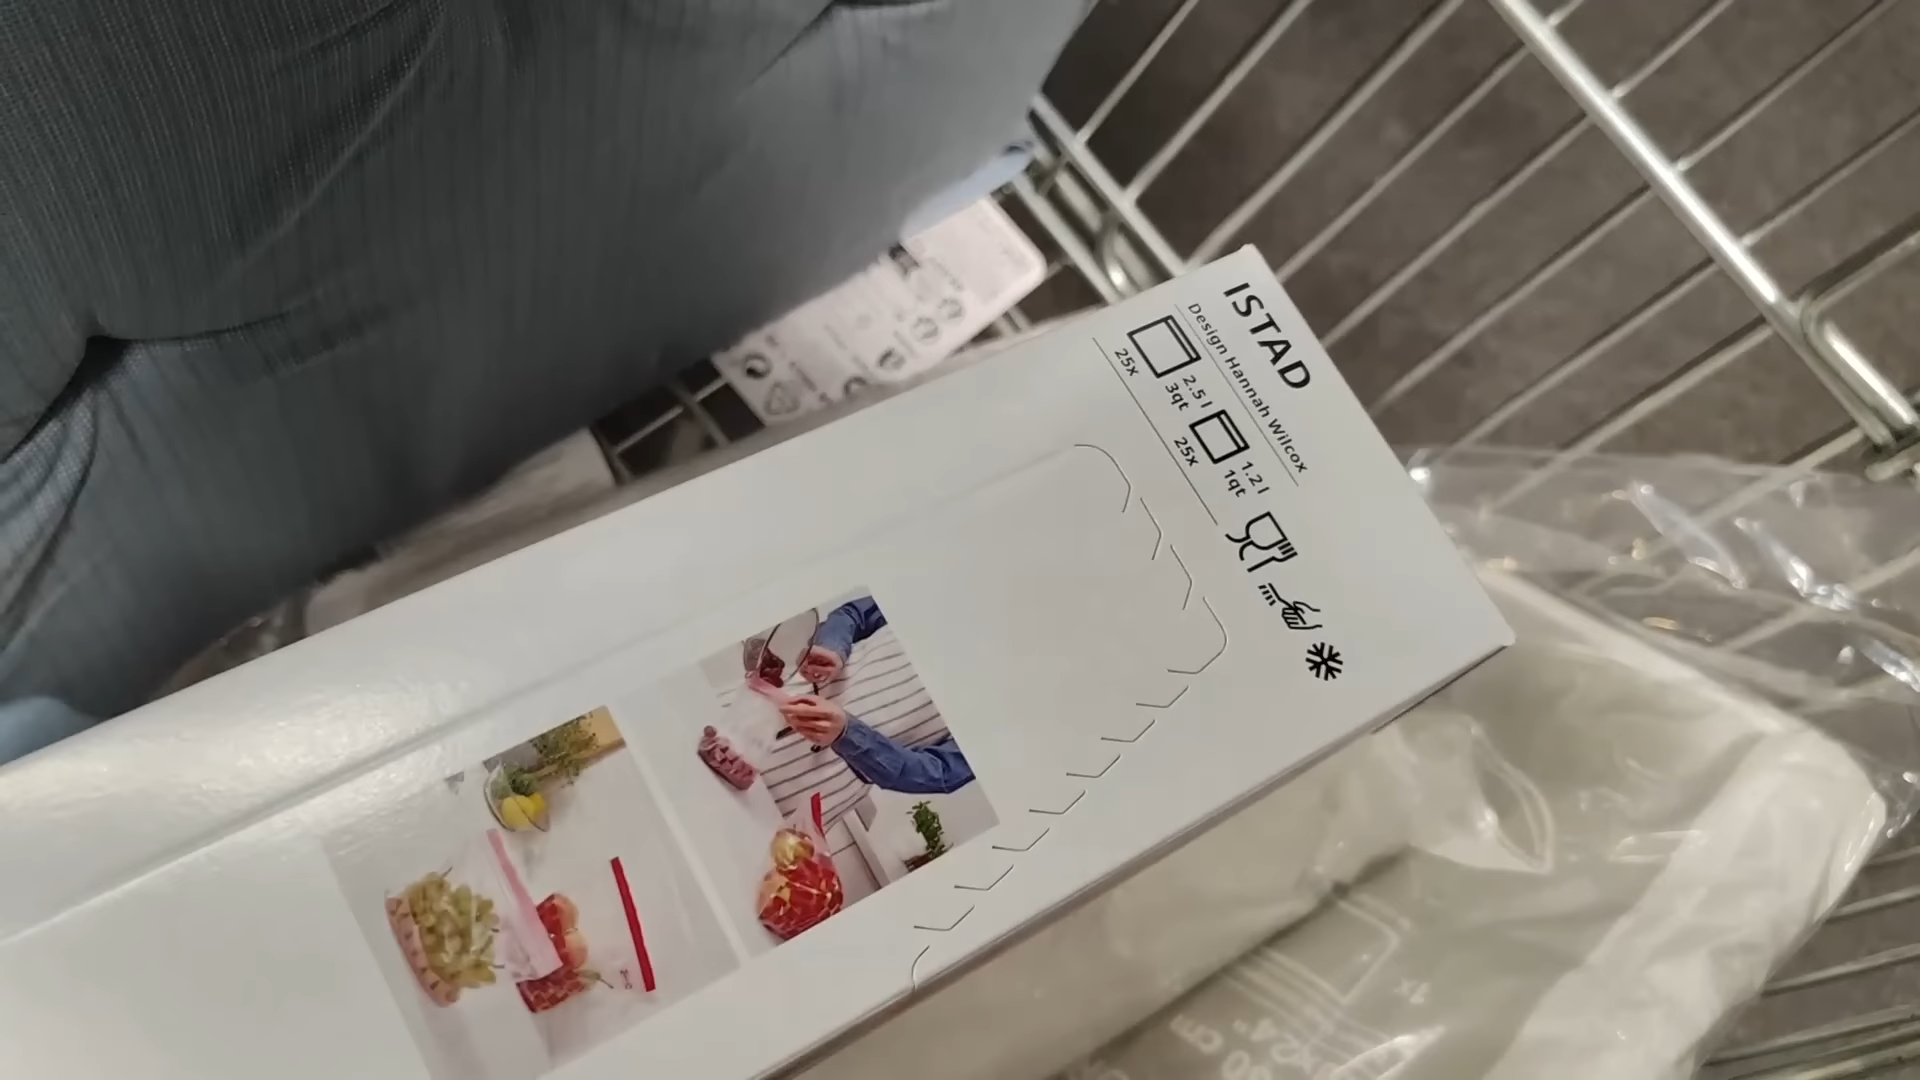 ISTAD
Design Hannah Wilcox
2.5 l
3qt
25x
1.2 l
1qt
25x